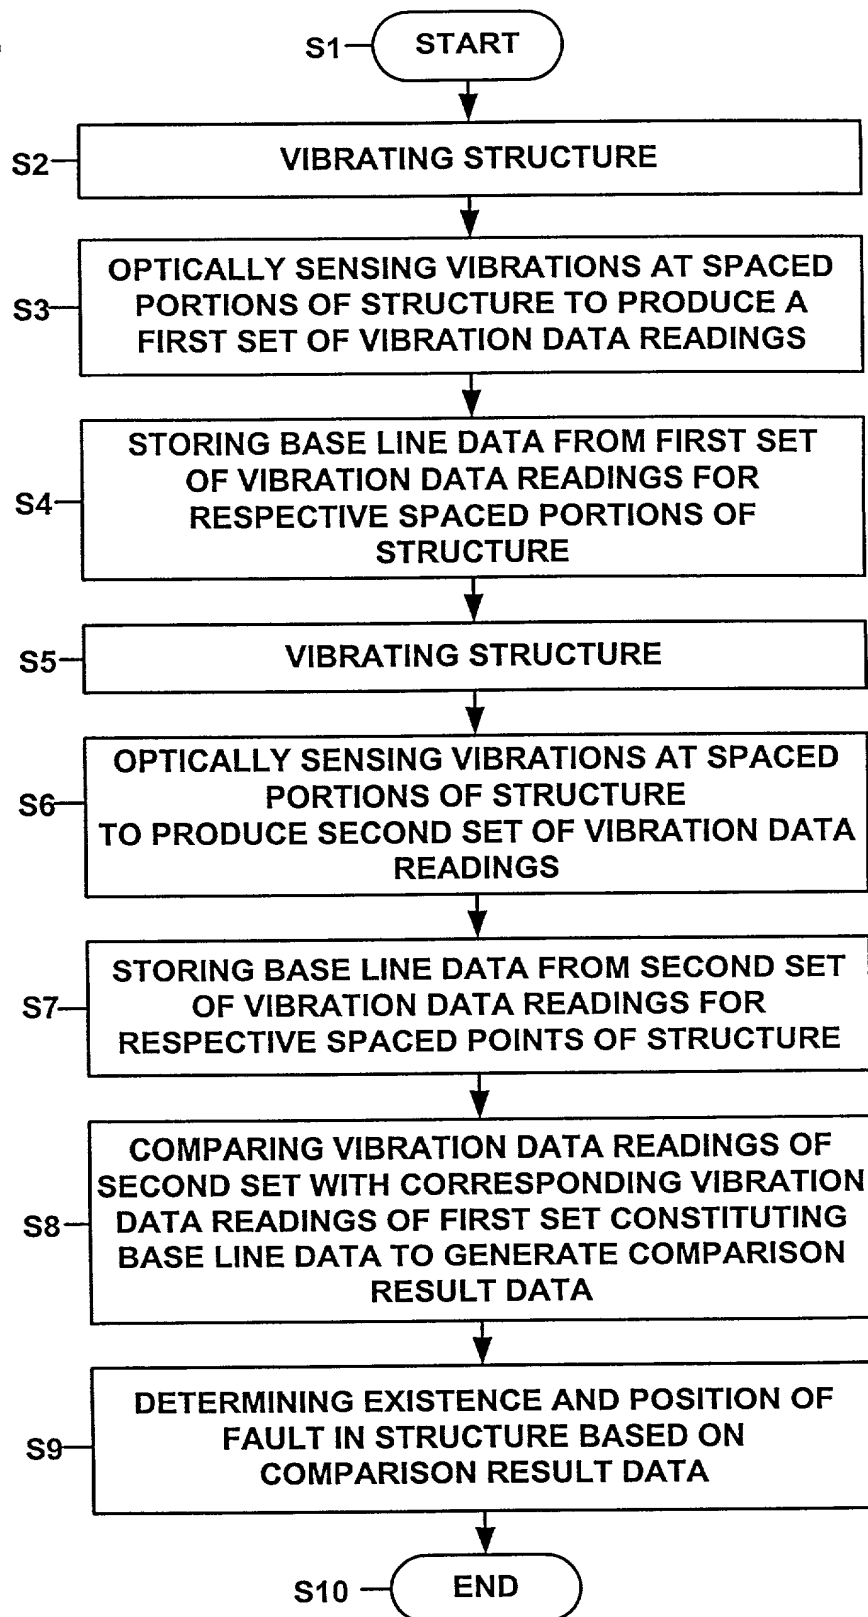 S1
START
S2
VIBRATING STRUCTURE
S3
OPTICALLY SENSING VIBRATIONS AT SPACED
PORTIONS OF STRUCTURE TO PRODUCE A
FIRST SET OF VIBRATION DATA READINGS
S4
STORING BASE LINE DATA FROM FIRST SET
OF VIBRATION DATA READINGS FOR
RESPECTIVE SPACED PORTIONS OF
STRUCTURE
S5
VIBRATING STRUCTURE
S6
OPTICALLY SENSING VIBRATIONS AT SPACED
PORTIONS OF STRUCTURE
TO PRODUCE SECOND SET OF VIBRATION DATA
READINGS
S7
STORING BASE LINE DATA FROM SECOND SET
OF VIBRATION DATA READINGS FOR
RESPECTIVE SPACED POINTS OF STRUCTURE
S8
COMPARING VIBRATION DATA READINGS OF
SECOND SET WITH CORRESPONDING VIBRATION
DATA READINGS OF FIRST SET CONSTITUTING
BASE LINE DATA TO GENERATE COMPARISON
RESULT DATA
S9
DETERMINING EXISTENCE AND POSITION OF
FAULT IN STRUCTURE BASED ON
COMPARISON RESULT DATA
S10
END